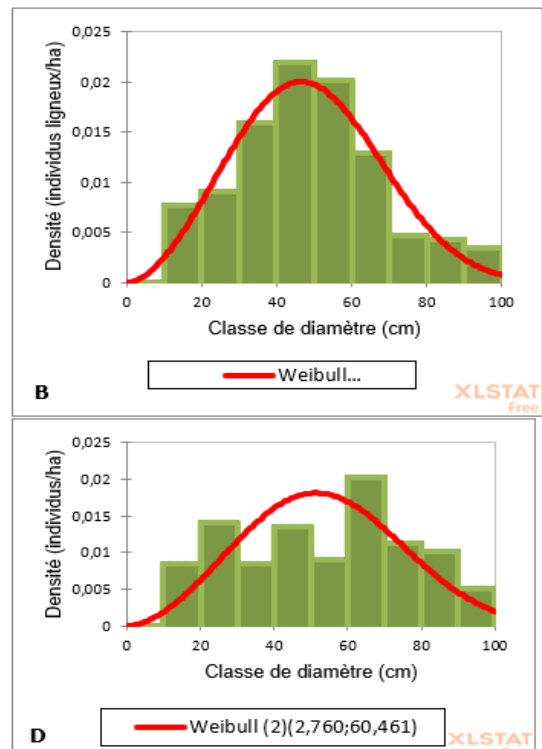 0,025
0,02
0,015
0,01
0,005
0
Densité (individus ligneux/ha)
0 20 40 60 80 100
Classe de diamètre (cm)
Weibull...
B
XLSTAT
Free
0,025
0,02
0,015
0,01
0,005
0
Densité (individus/ha)
0 20 40 60 80 100
Classe de diamètre (cm)
Weibull (2)(2,760;60,461)
D
XLSTAT
Free